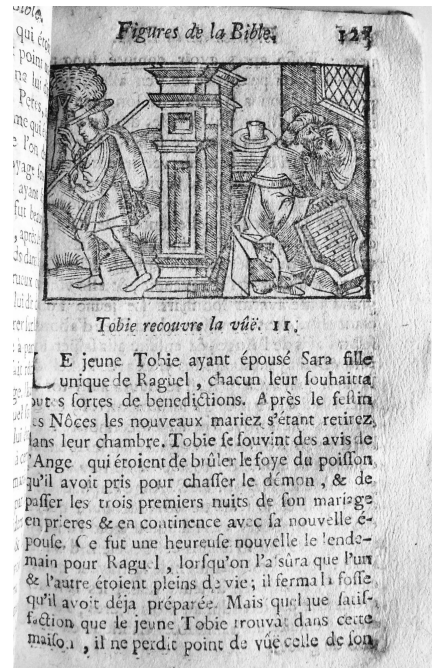 Figures de la Bible. 127
Tobie recouvre la vûë. 11.
LE jeune Tobie ayant épousé Sara fille
unique de Raguel, chacun leur souhaitta
toutes sortes de benedictions. Après le festin
des Nôces les nouveaux mariez s'étant retirez
dans leur chambre. Tobie se souvint des avis de
l'Ange qui étoient de brûler le foye du poisson
qu'il avoit pris pour chasser le démon, & de
passer les trois premiers nuits de son mariage
en prieres & en continence avec sa nouvelle é-
pouse. Ce fut une heureuse nouvelle le lende-
main pour Raguel, lorsqu'on l'assûra que l'un
& l'autre étoient pleins de vie; il ferma la fosse
qu'il avoit déja préparée. Mais quelque satis-
faction que le jeune Tobie trouvât dans cette
maison, il ne perdit point de vûe celle de son